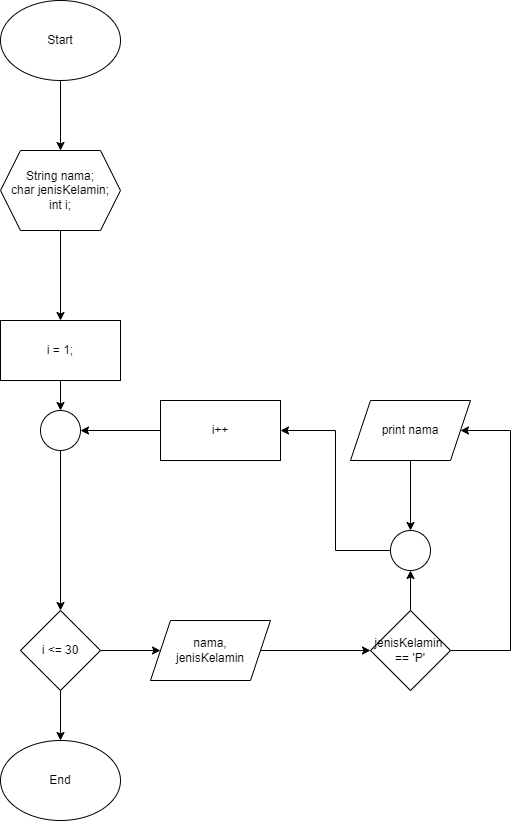 Start
String nama;
char jenisKelamin;
int i;
i = 1;
i++
print nama
i <= 30
nama,
jenisKelamin
jenisKelamin
== 'P'
End